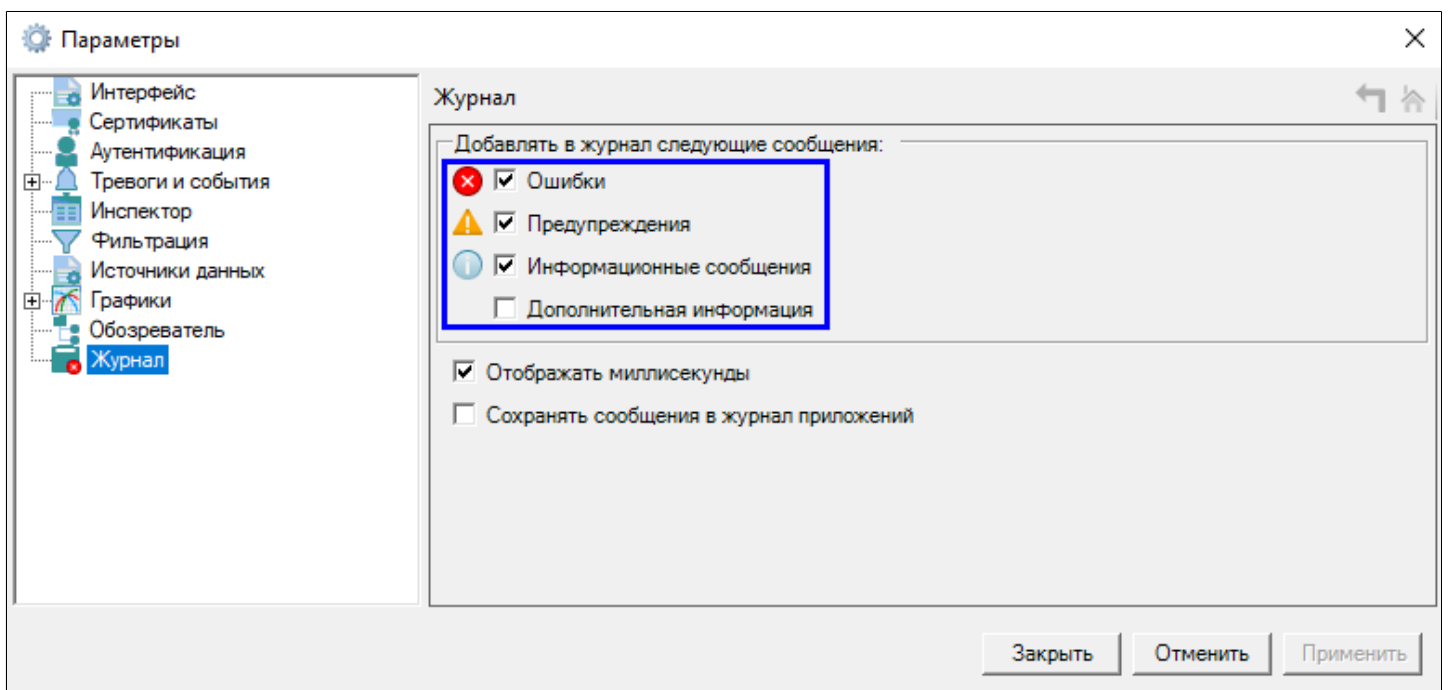 Параметры
Интерфейс
Сертификаты
Аутентификация
Тревоги и события
Инспектор
Фильтрация
Источники данных
Графики
Обозреватель
Журнал
Журнал
Добавлять в журнал следующие сообщения:
Ошибки
Предупреждения
Информационные сообщения
Дополнительная информация
Отображать миллисекунды
Сохранять сообщения в журнал приложений
Закрыть
Отменить
Применить